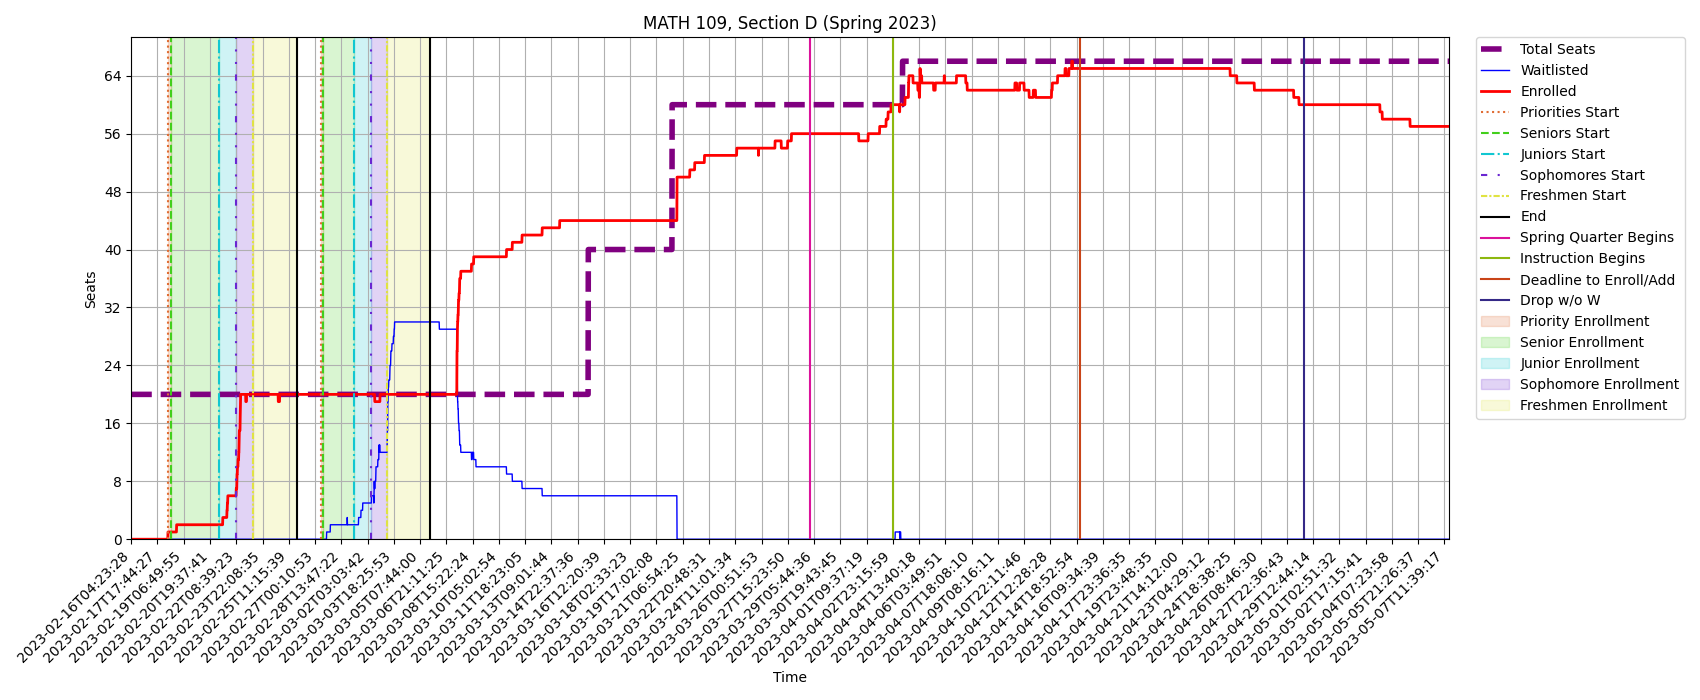 MATH 109, Section D (Spring 2023)
Seats
64
56
48
40
32
24
16
8
0
2023-02-16T04:23:28
2023-02-17T17:44:27
2023-02-19T06:49:55
2023-02-20T19:37:41
2023-02-22T08:39:23
2023-02-23T22:08:35
2023-02-25T11:15:39
2023-02-27T00:10:53
2023-02-28T13:47:22
2023-03-02T03:03:42
2023-03-03T18:25:53
2023-03-05T07:44:00
2023-03-06T21:11:25
2023-03-08T15:22:24
2023-03-10T05:02:54
2023-03-11T18:23:05
2023-03-13T09:01:44
2023-03-14T22:37:36
2023-03-16T12:20:39
2023-03-18T02:33:23
2023-03-19T17:02:08
2023-03-21T06:54:25
2023-03-22T20:48:31
2023-03-24T11:01:34
2023-03-26T00:51:53
2023-03-27T15:23:50
2023-03-29T05:44:36
2023-03-30T19:43:45
2023-04-01T09:37:19
2023-04-02T23:15:59
2023-04-04T13:40:18
2023-04-06T03:49:51
2023-04-07T18:08:10
2023-04-09T08:16:11
2023-04-10T22:11:46
2023-04-12T12:28:28
2023-04-14T18:52:54
2023-04-16T09:34:39
2023-04-17T23:36:35
2023-04-19T23:48:35
2023-04-21T14:12:00
2023-04-23T04:29:12
2023-04-24T18:38:25
2023-04-26T08:46:30
2023-04-27T22:36:43
2023-04-29T12:44:14
2023-05-01T02:51:32
2023-05-02T17:15:41
2023-05-04T07:23:58
2023-05-05T21:26:37
2023-05-07T11:39:17
Time
Total Seats
Waitlisted
Enrolled
Priorities Start
Seniors Start
Juniors Start
Sophomores Start
Freshmen Start
End
Spring Quarter Begins
Instruction Begins
Deadline to Enroll/Add
Drop w/o W
Priority Enrollment
Senior Enrollment
Junior Enrollment
Sophomore Enrollment
Freshmen Enrollment